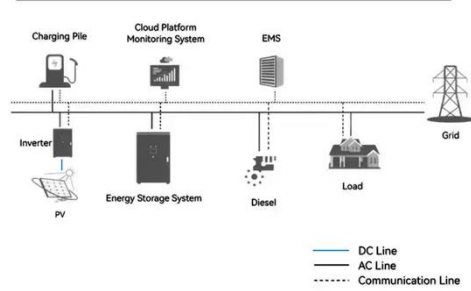 Charging Pile
Cloud Platform
Monitoring System
EMS
Grid
Inverter
PV
Energy Storage System
Diesel
Load
DC Line
AC Line
Communication Line